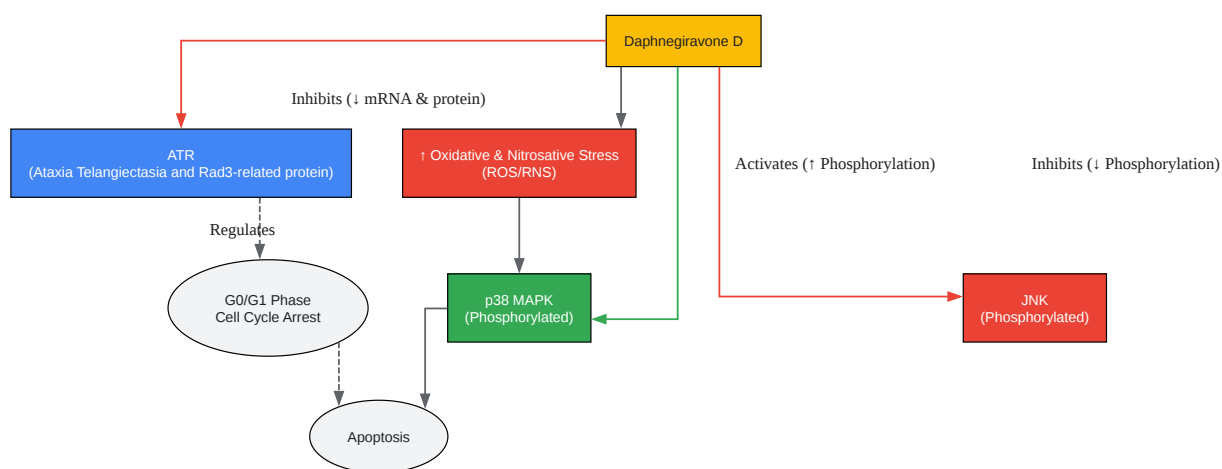 Daphnegiravone D
Inhibits (↓ mRNA & protein)
ATR
(Ataxia Telangiectasia and Rad3-related protein)
↑ Oxidative & Nitrosative Stress
(ROS/RNS)
Activates (↑ Phosphorylation)
Inhibits (↓ Phosphorylation)
Regulates
G0/G1 Phase
Cell Cycle Arrest
p38 MAPK
(Phosphorylated)
JNK
(Phosphorylated)
Apoptosis